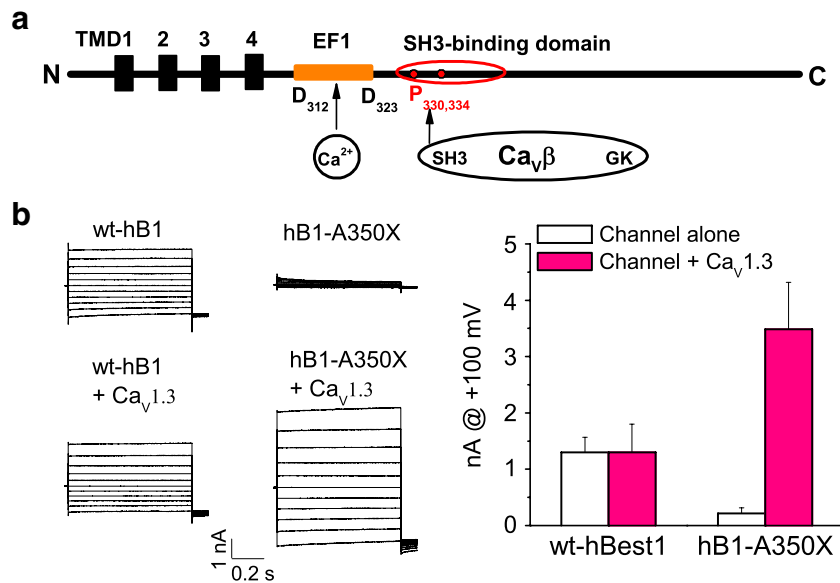 a
TMD1 2 3 4 EF1 SH3-binding domain
N C
D312 D323 P330,334
Ca2+ SH3 CaVβ GK
b
wt-hB1 hB1-A350X
wt-hB1
+ CaV1.3
hB1-A350X
+ CaV1.3
1 nA
0.2 s
Channel alone
Channel + CaV1.3
nA @ +100 mV
5
4
3
2
1
0
wt-hBest1 hB1-A350X